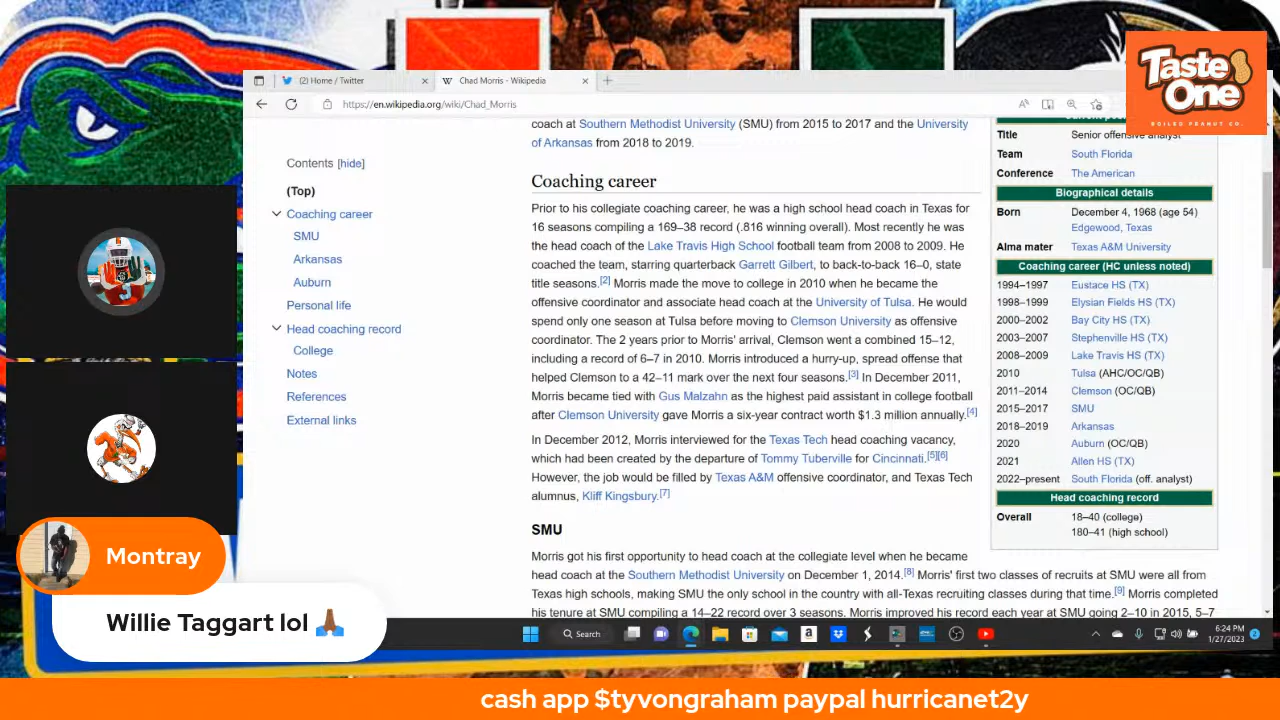 Taste
One
BOILED PEANUT CO.
(2) Home / Twitter
Chad Morris - Wikipedia
https://en.wikipedia.org/wiki/Chad_Morris
Contents [hide]
(Top)
Coaching career
SMU
Arkansas
Auburn
Personal life
Head coaching record
College
Notes
References
External links
coach at Southern Methodist University (SMU) from 2015 to 2017 and the University
of Arkansas from 2018 to 2019.
Coaching career
Prior to his collegiate coaching career, he was a high school head coach in Texas for
16 seasons compiling a 169–38 record (.816 winning overall). Most recently he was
the head coach of the Lake Travis High School football team from 2008 to 2009. He
coached the team, starring quarterback Garrett Gilbert, to back-to-back 16–0, state
title seasons.[2] Morris made the move to college in 2010 when he became the
offensive coordinator and associate head coach at the University of Tulsa. He would
spend only one season at Tulsa before moving to Clemson University as offensive
coordinator. The 2 years prior to Morris' arrival, Clemson went a combined 15–12,
including a record of 6–7 in 2010. Morris introduced a hurry-up, spread offense that
helped Clemson to a 42–11 mark over the next four seasons.[3] In December 2011,
Morris became tied with Gus Malzahn as the highest paid assistant in college football
after Clemson University gave Morris a six-year contract worth $1.3 million annually.[4]
In December 2012, Morris interviewed for the Texas Tech head coaching vacancy,
which had been created by the departure of Tommy Tuberville for Cincinnati.[5][6]
However, the job would be filled by Texas A&M offensive coordinator, and Texas Tech
alumnus, Kliff Kingsbury.[7]
SMU
Morris got his first opportunity to head coach at the collegiate level when he became
head coach at the Southern Methodist University on December 1, 2014.[8] Morris' first two classes of recruits at SMU were all from
Texas high schools, making SMU the only school in the country with all-Texas recruiting classes during that time.[9] Morris completed
his tenure at SMU compiling a 14–22 record over 3 seasons. Morris improved his record each year at SMU going 2–10 in 2015, 5–7
Title Senior offensive analyst
Team South Florida
Conference The American
Biographical details
Born December 4, 1968 (age 54)
Edgewood, Texas
Alma mater Texas A&M University
Coaching career (HC unless noted)
1994–1997 Eustace HS (TX)
1998–1999 Elysian Fields HS (TX)
2000–2002 Bay City HS (TX)
2003–2007 Stephenville HS (TX)
2008–2009 Lake Travis HS (TX)
2010 Tulsa (AHC/OC/QB)
2011–2014 Clemson (OC/QB)
2015–2017 SMU
2018–2019 Arkansas
2020 Auburn (OC/QB)
2021 Allen HS (TX)
2022–present South Florida (off. analyst)
Head coaching record
Overall 18–40 (college)
180–41 (high school)
Montray
Willie Taggart lol 🙏🏾
Search
6:24 PM
1/27/2023
cash app $tyvongraham paypal hurricanet2y